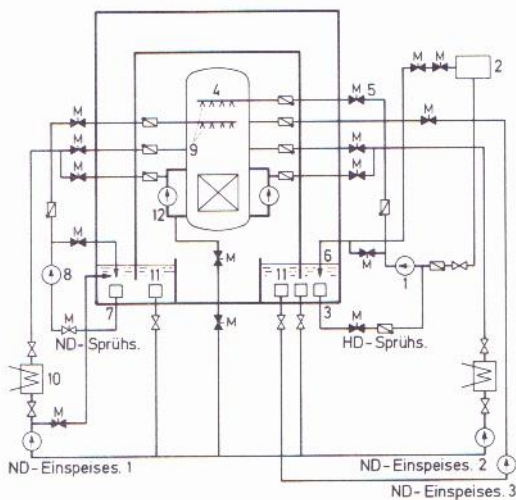 M
M
2
M
5
4
M
M
M
M
9
M
M
12
M
M
6
M
8
11
11
M
1
7
3
M
M
M
ND-Sprühs.
HD-Sprühs.
10
M
ND-Einspeises. 1
ND-Einspeises. 2
ND-Einspeises. 3